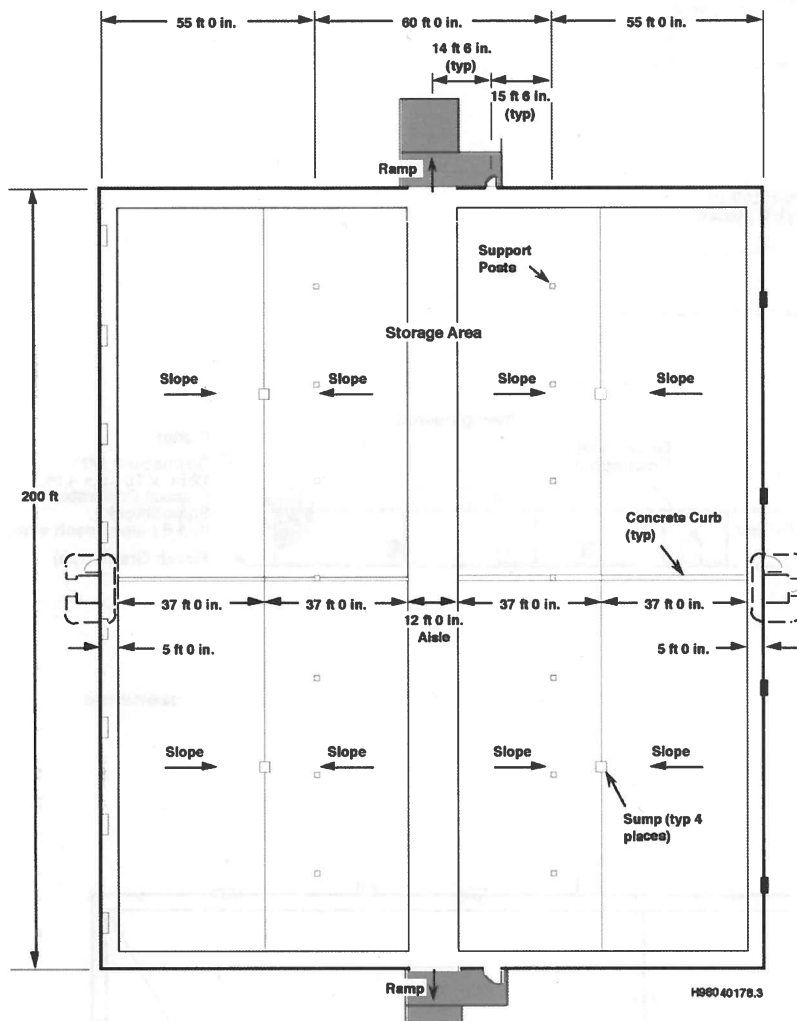 55 ft 0 in.
60 ft 0 in.
55 ft 0 in.
14 ft 6 in.
(typ)
15 ft 6 in.
(typ)
Ramp
Support
Posts
Storage Area
Slope
Slope
Slope
Slope
200 ft
Concrete Curb
(typ)
37 ft 0 in.
37 ft 0 in.
12 ft 0 in.
Aisle
37 ft 0 in.
37 ft 0 in.
5 ft 0 in.
5 ft 0 in.
Slope
Slope
Slope
Slope
Sump (typ 4
places)
Ramp
H98040178.3